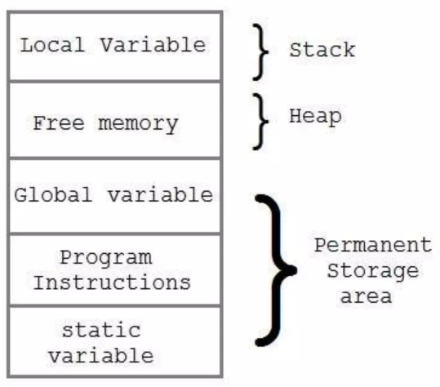 Local Variable
Stack
Free memory
Heap
Global variable
Program
Instructions
static
variable
Permanent
Storage
area